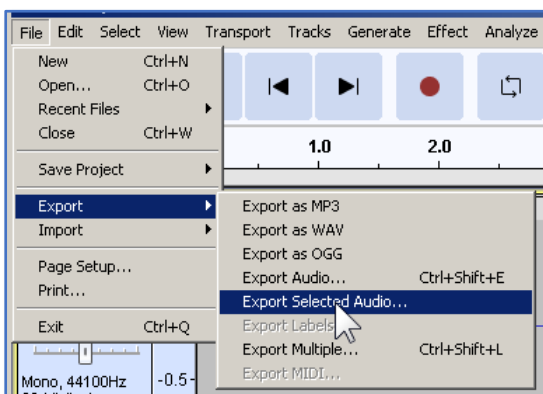 File Edit Select View Transport Tracks Generate Effect Analyze
New Ctrl+N
Open... Ctrl+O
Recent Files
Close Ctrl+W
1.0 2.0
Save Project
Export
Import
Page Setup...
Print...
Exit Ctrl+Q
Export as MP3
Export as WAV
Export as OGG
Export Audio... Ctrl+Shift+E
Export Selected Audio...
Export Labels
Export Multiple... Ctrl+Shift+L
Export MIDI...
Mono, 44100Hz -0.5